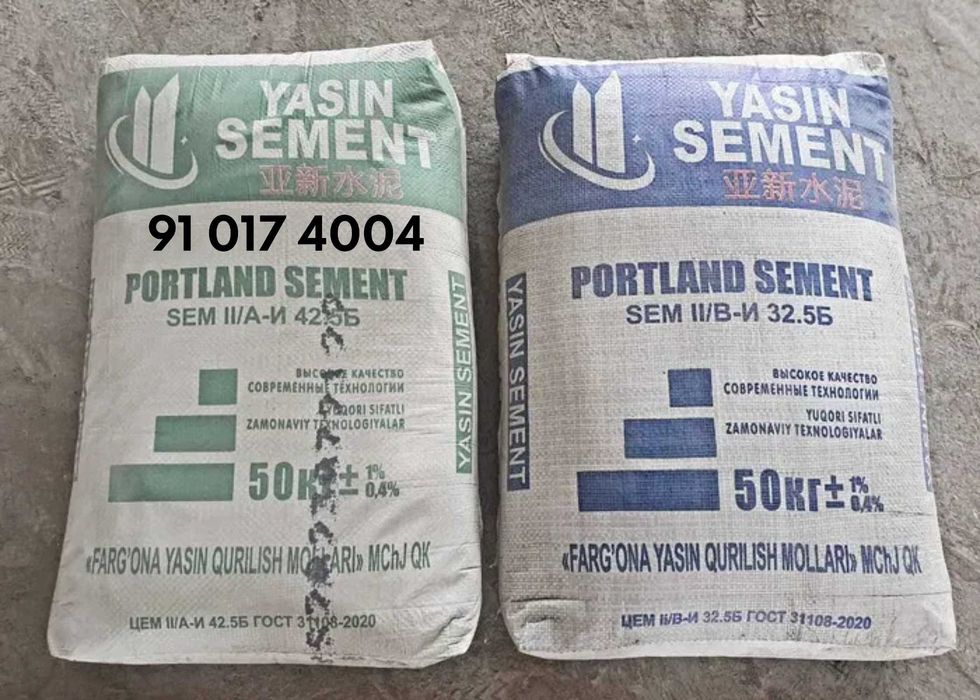 YASIN
SEMENT
亚新水泥
91 017 4004
PORTLAND SEMENT
SEM II/А-И 42.5Б
ВЫСОКОЕ КАЧЕСТВО
СОВРЕМЕННЫЕ ТЕХНОЛОГИИ
YUQORI SIFATLI
ZAMONAVIY TEXNOLOGIYALAR
50кг± 1%
0,4%
«FARG'ONA YASIN QURILISH MOLLARI» MChJ QK
ЦЕМ II/А-И 42.5Б ГОСТ 31108-2020
YASIN SEMENT
YASIN
SEMENT
亚新水泥
YASIN SEMENT
PORTLAND SEMENT
SEM II/В-И 32.5Б
ВЫСОКОЕ КАЧЕСТВО
СОВРЕМЕННЫЕ ТЕХНОЛОГИИ
YUQORI SIFATLI
ZAMONAVIY TEXNOLOGIYALAR
50кг± 1%
0,4%
«FARG'ONA YASIN QURILISH MOLLARI» MChJ QK
ЦЕМ II/В-И 32.5Б ГОСТ 31108-2020